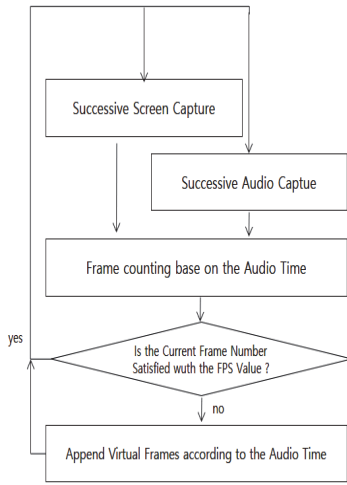 Successive Screen Capture
Successive Audio Captue
Frame counting base on the Audio Time
yes
Is the Current Frame Number
Satisfied wuth the FPS Value ?
no
Append Virtual Frames according to the Audio Time